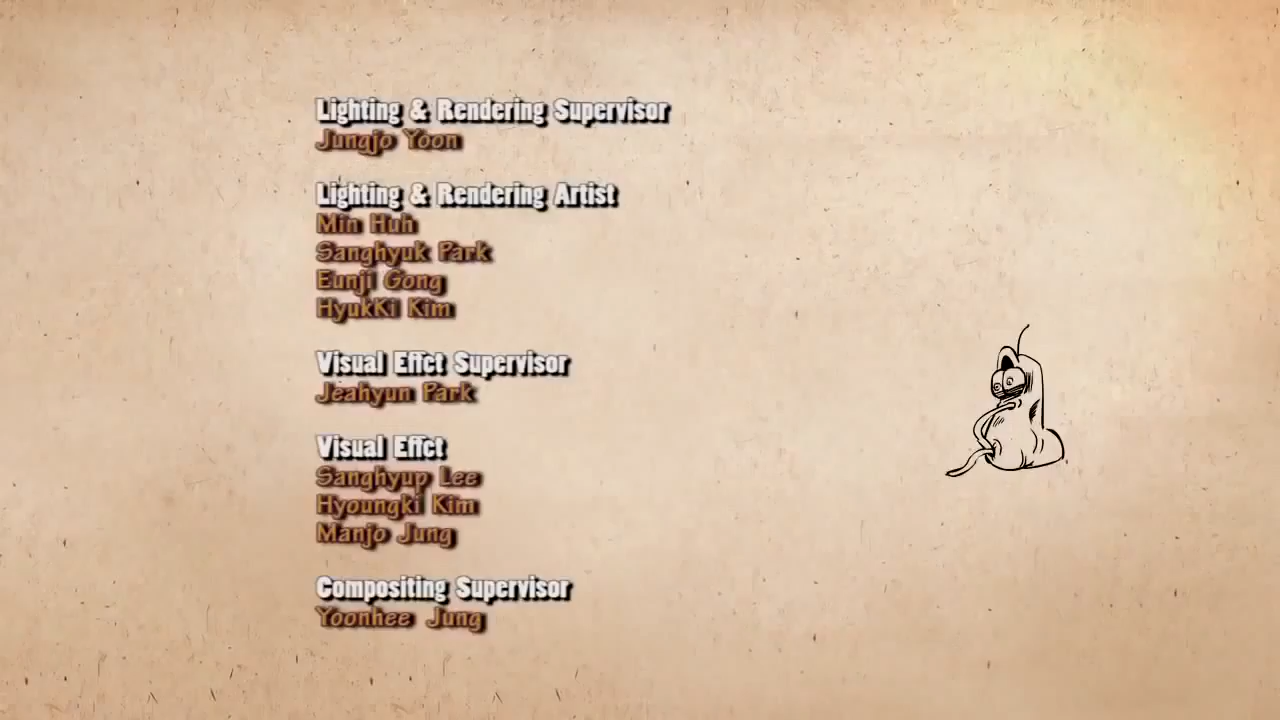 Lighting & Rendering Supervisor
Jungjo Yoon
Lighting & Rendering Artist
Min Huh
Sanghyuk Park
Eunji Gong
HyukKi Kim
Visual Effct Supervisor
Jeahyun Park
Visual Effct
Sanghyup Lee
Hyoungki Kim
Manjo Jung
Compositing Supervisor
Yoonhee Jung